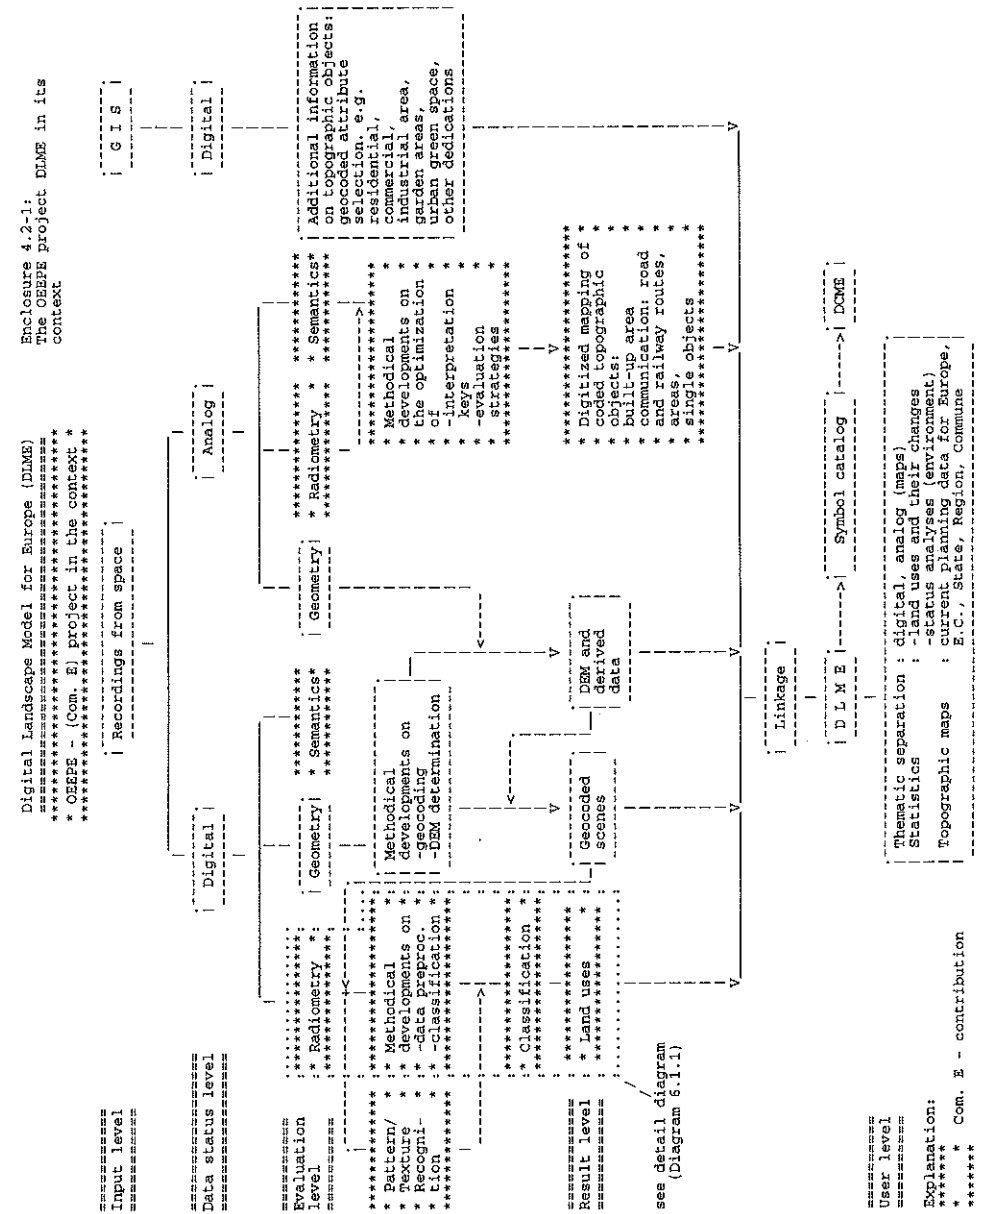 Enclosure 4.2-1:
The OEEPE project DLME in its
context
Digital Landscape Model for Europe (DLME)
=========================================
*****************************************
* OEEPE - (Com. E) project in the context *
*****************************************
=========
Input level
=========
| Recordings from space |
| G I S |
=========
Data status level
=========
| Digital |
| Analog |
| Digital |
=========
Evaluation
level
=========
* Radiometry *
| Geometry |
* Semantics *
| Geometry |
* Radiometry *
* Semantics *
* Pattern/ *
* Texture *
* Recogni- *
* tion *
* Methodical *
* developments on *
* -data preproc. *
* -classification *
Methodical
developments on
-geocoding
-DEM determination
* Methodical *
* developments on *
* the optimization *
* of *
* -interpretation *
* keys *
* -evaluation *
* strategies *
Additional information
on topographic objects:
geocoded attribute
selection. e.g.
residential,
commercial,
industrial area,
garden areas,
urban green space,
other dedications
* Classification *
=========
Result level
=========
* Land uses *
Geocoded
scenes
DEM and
derived
data
* Digitized mapping of *
* coded topographic *
* objects: *
* built-up area *
* communication: road *
* and railway routes, *
* areas, *
* single objects *
see detail diagram
(Diagram 6.1.1)
| Linkage |
| D L M E |----->| Symbol catalog |---->| DCME |
=========
User level
=========
Thematic separation : digital, analog (maps)
Statistics : -land uses and their changes
-status analyses (environment)
Topographic maps : current planning data for Europe,
E.C., State, Region, Commune
Explanation:
*******
* * Com. E - contribution
*******